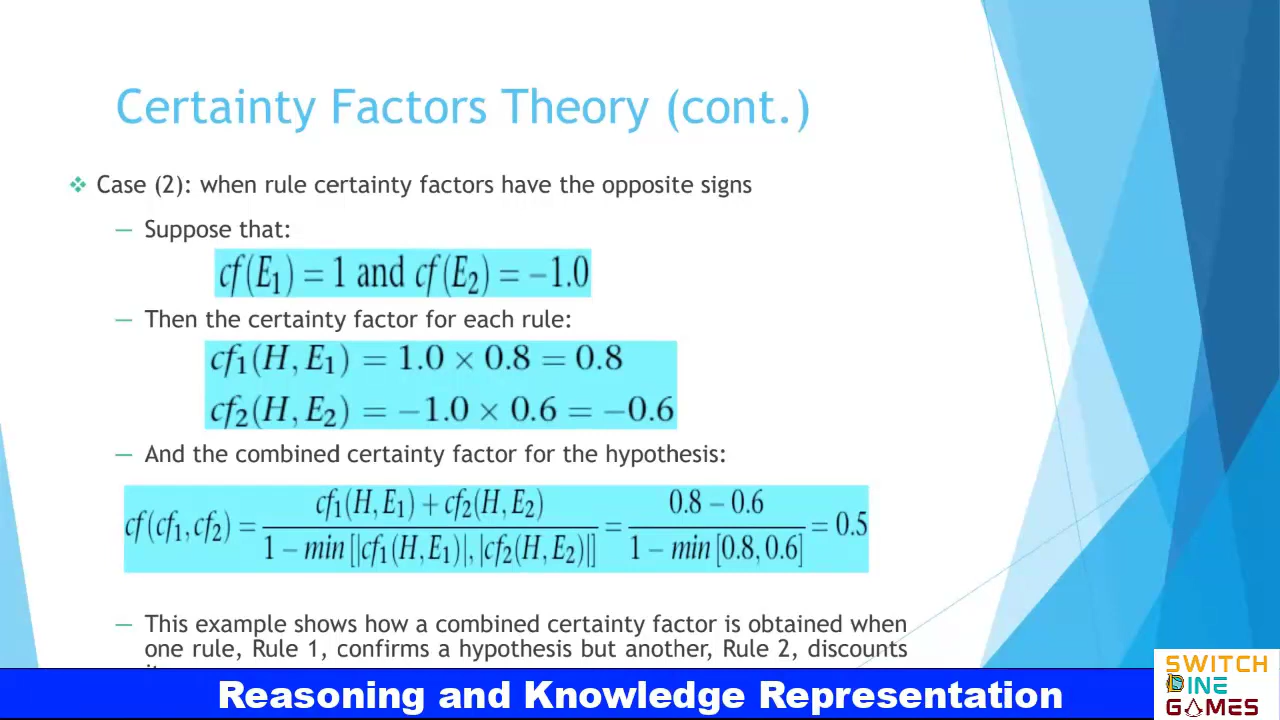 Certainty Factors Theory (cont.)
❖ Case (2): when rule certainty factors have the opposite signs
— Suppose that:
cf(E₁) = 1 and cf(E₂) = −1.0
— Then the certainty factor for each rule:
cf₁(H, E₁) = 1.0 × 0.8 = 0.8
cf₂(H, E₂) = −1.0 × 0.6 = −0.6
— And the combined certainty factor for the hypothesis:
cf(cf₁, cf₂) = cf₁(H, E₁) + cf₂(H, E₂) / 1 − min[|cf₁(H, E₁)|, |cf₂(H, E₂)|] = 0.8 − 0.6 / 1 − min[0.8, 0.6] = 0.5
— This example shows how a combined certainty factor is obtained when
one rule, Rule 1, confirms a hypothesis but another, Rule 2, discounts
Reasoning and Knowledge Representation
SWITCH
BINE
GAMES